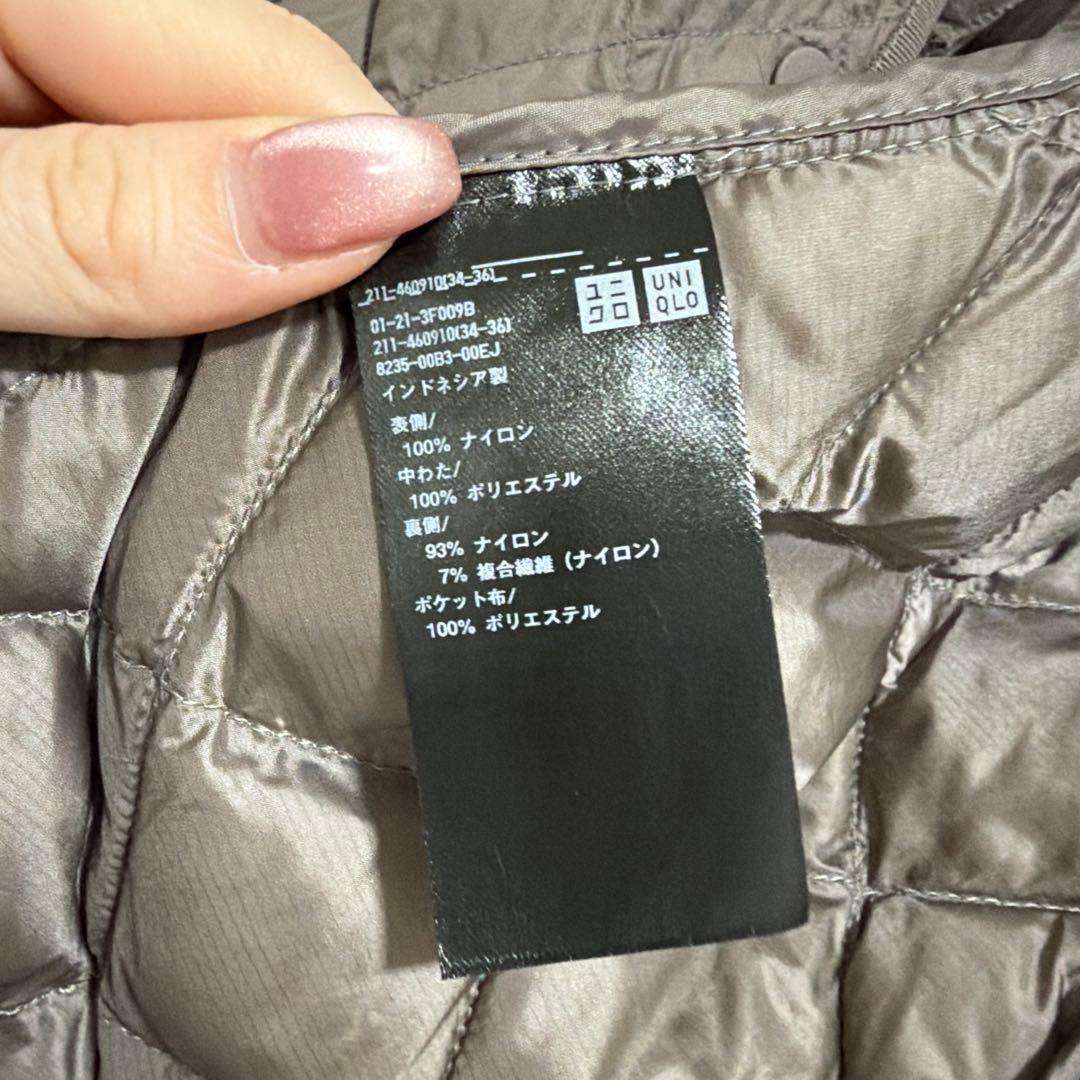 211-460910(34-36)
ユニクロ
UNIQLO
01-21-3F009B
211-460910(34-36)
8235-00B3-00EJ
インドネシア製
表側/
100% ナイロン
中わた/
100% ポリエステル
裏側/
93% ナイロン
7% 複合繊維 (ナイロン)
ポケット布/
100% ポリエステル